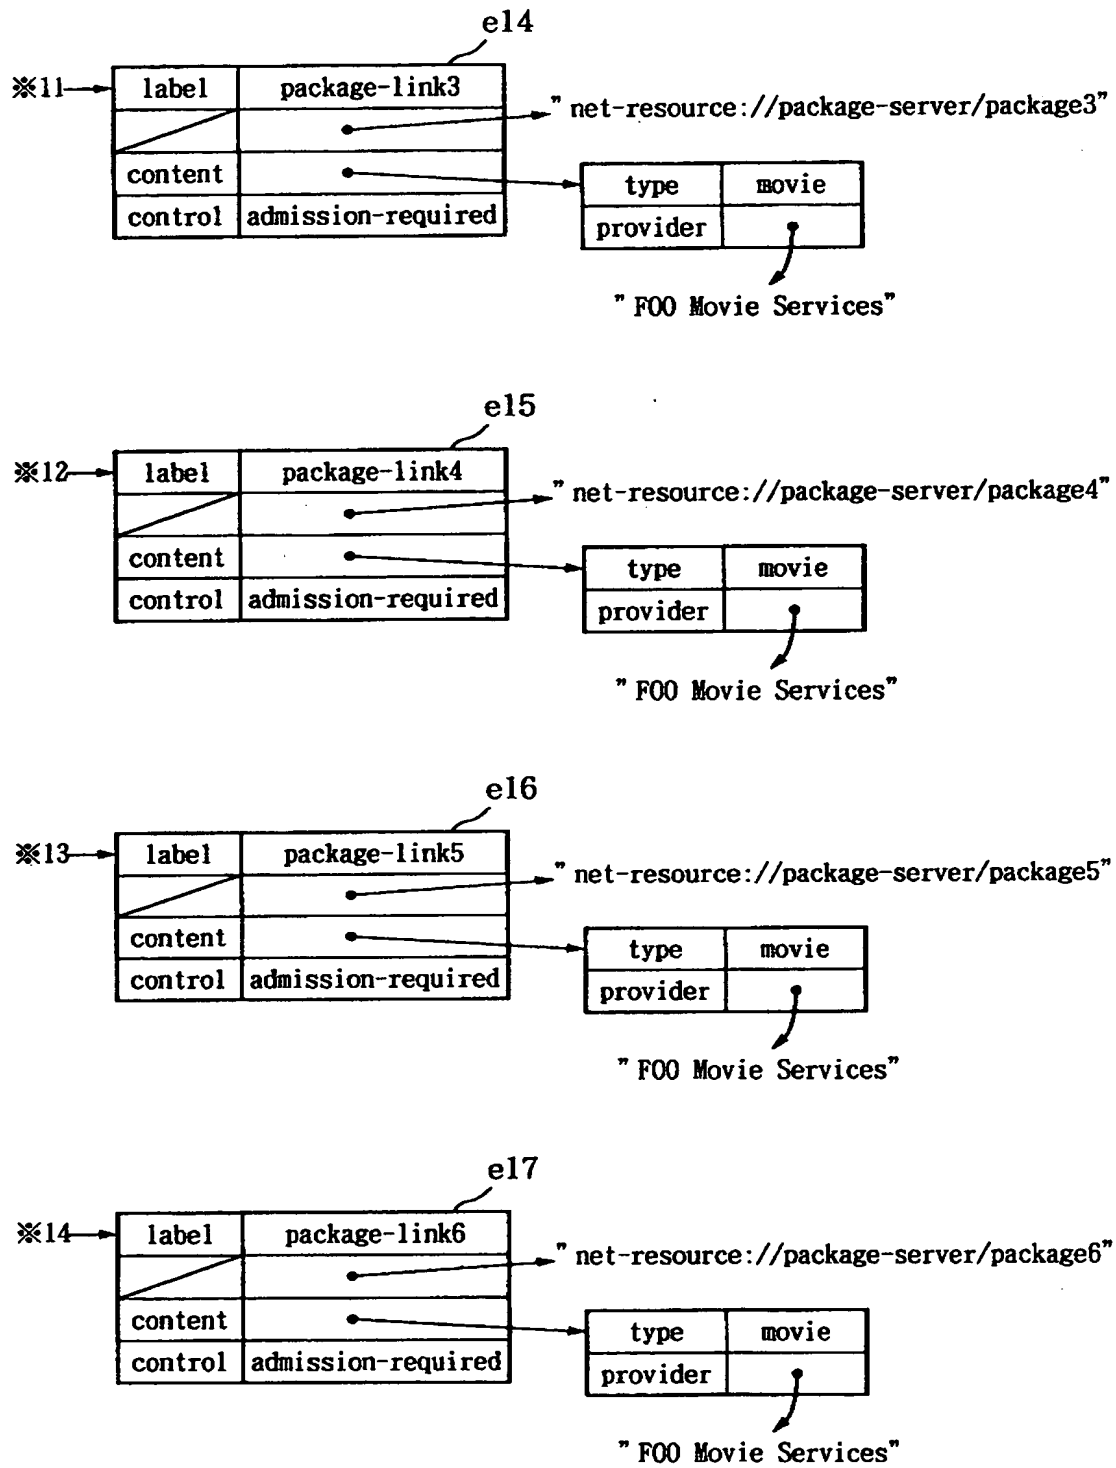 e14
※11 label package-link3
" net-resource://package-server/package3"
content type movie
control admission-required provider
" FOO Movie Services"
e15
※12 label package-link4
" net-resource://package-server/package4"
content type movie
control admission-required provider
" FOO Movie Services"
e16
※13 label package-link5
" net-resource://package-server/package5"
content type movie
control admission-required provider
" FOO Movie Services"
e17
※14 label package-link6
" net-resource://package-server/package6"
content type movie
control admission-required provider
" FOO Movie Services"